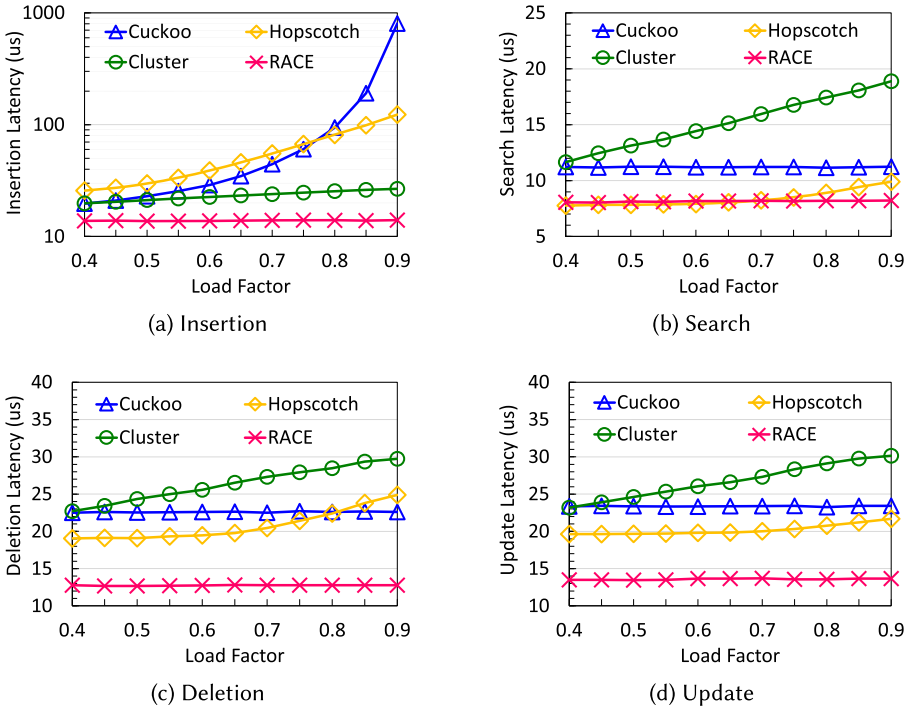 Insertion Latency (us)
1000
100
10
Cuckoo
Hopscotch
Cluster
RACE
0.4 0.5 0.6 0.7 0.8 0.9
Load Factor
(a) Insertion
Search Latency (us)
25
20
15
10
5
Cuckoo
Hopscotch
Cluster
RACE
0.4 0.5 0.6 0.7 0.8 0.9
Load Factor
(b) Search
Deletion Latency (us)
40
35
30
25
20
15
10
Cuckoo
Hopscotch
Cluster
RACE
0.4 0.5 0.6 0.7 0.8 0.9
Load Factor
(c) Deletion
Update Latency (us)
40
35
30
25
20
15
10
Cuckoo
Hopscotch
Cluster
RACE
0.4 0.5 0.6 0.7 0.8 0.9
Load Factor
(d) Update